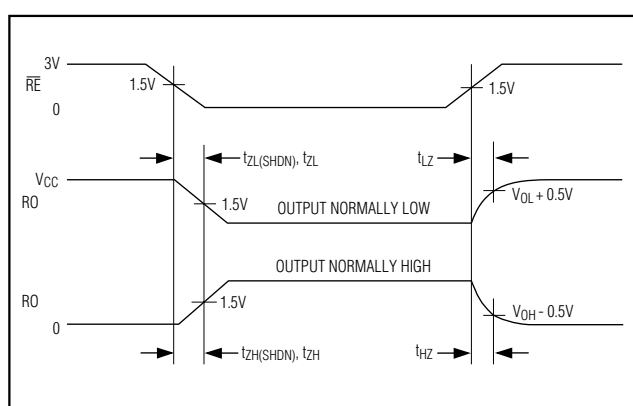 3V
R̅E̅
1.5V
1.5V
0
tZL(SHDN), tZL
tLZ
VCC
RO
1.5V
OUTPUT NORMALLY LOW
VOL + 0.5V
OUTPUT NORMALLY HIGH
RO
1.5V
0
VOH - 0.5V
tZH(SHDN), tZH
tHZ